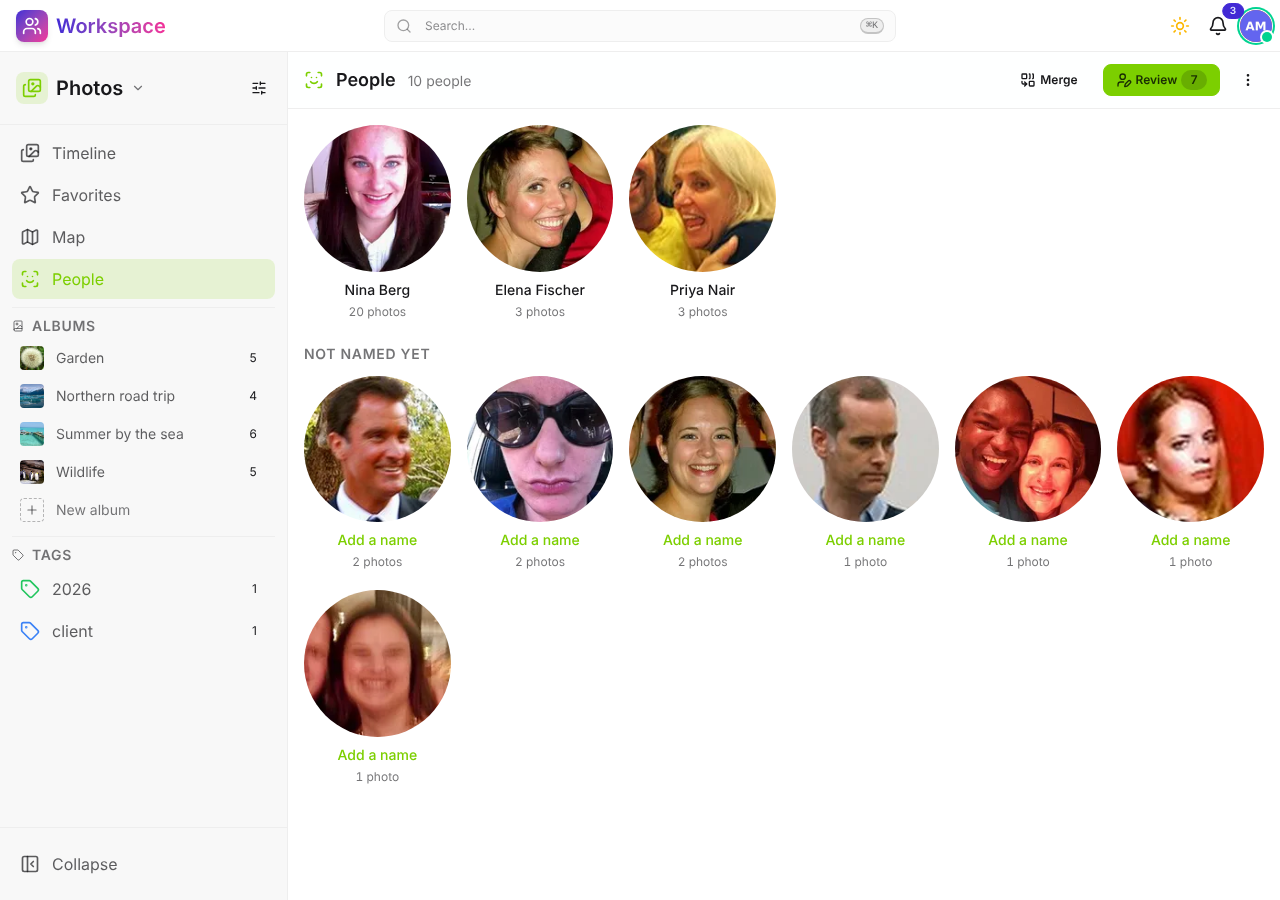 Workspace
Search...
⌘K
3
AM
Photos
Timeline
Favorites
Map
People
ALBUMS
Garden 5
Northern road trip 4
Summer by the sea 6
Wildlife 5
New album
TAGS
2026 1
client 1
Collapse
People 10 people
Merge
Review 7
Nina Berg
20 photos
Elena Fischer
3 photos
Priya Nair
3 photos
NOT NAMED YET
Add a name
2 photos
Add a name
2 photos
Add a name
2 photos
Add a name
1 photo
Add a name
1 photo
Add a name
1 photo
Add a name
1 photo